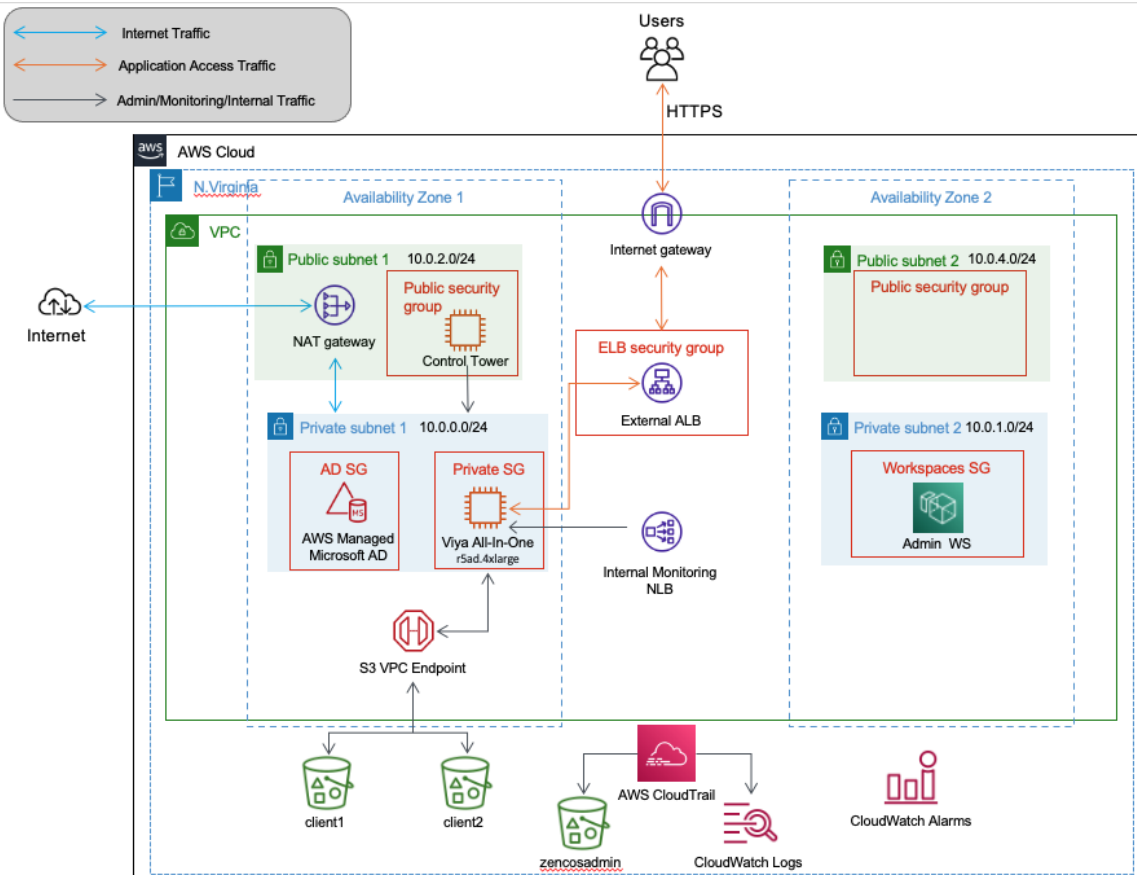 Users
Internet Traffic
Application Access Traffic
Admin/Monitoring/Internal Traffic
HTTPS
aws
AWS Cloud
N.Virginia
Availability Zone 1
Availability Zone 2
VPC
Internet gateway
Public subnet 1 10.0.2.0/24
Public subnet 2 10.0.4.0/24
Public security
group
Public security group
Internet
NAT gateway
Control Tower
ELB security group
External ALB
Private subnet 1 10.0.0.0/24
Private subnet 2 10.0.1.0/24
AD SG
Private SG
Workspaces SG
MS
AWS Managed
Microsoft AD
Viya All-In-One
r5ad.4xlarge
Admin WS
Internal Monitoring
NLB
S3 VPC Endpoint
AWS CloudTrail
client1
client2
CloudWatch Alarms
zencosadmin
CloudWatch Logs